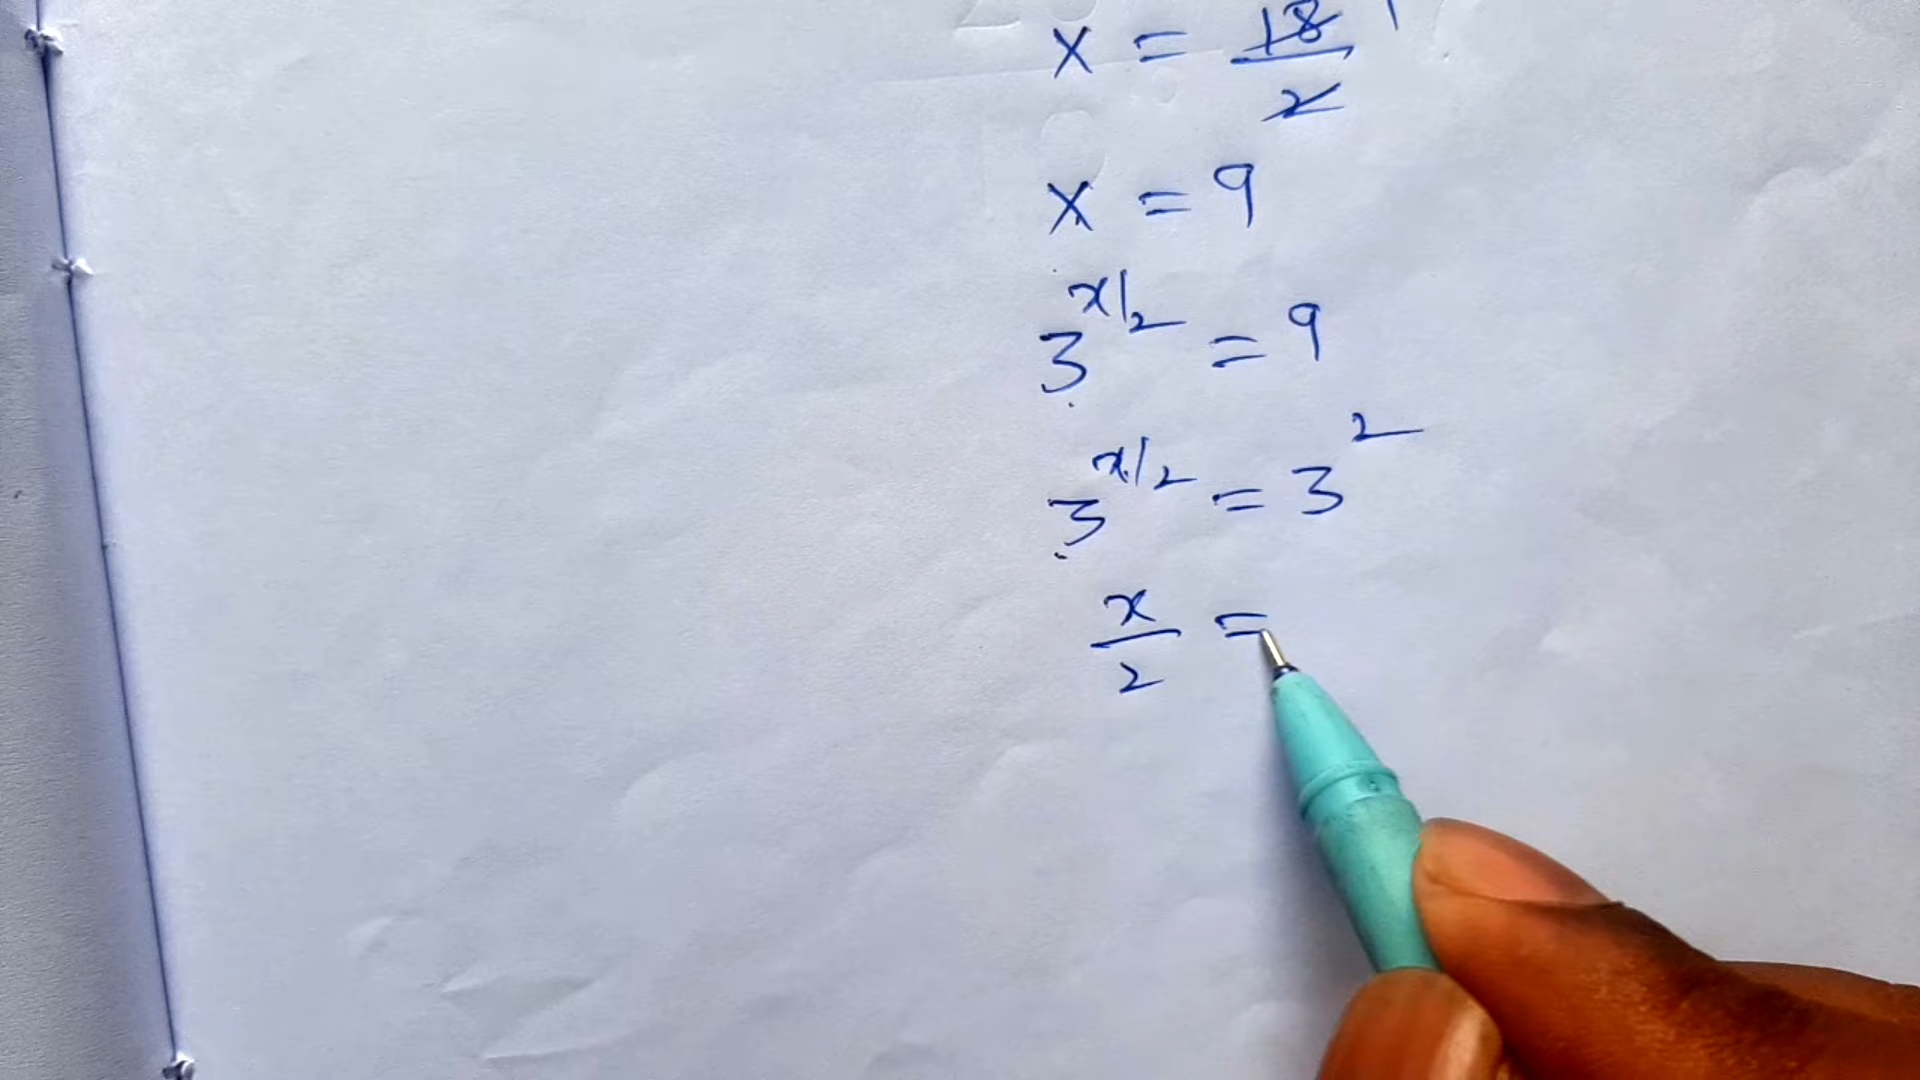 X = 18/2
X = 9
3^{x/2} = 9
3^{x/2} = 3^2
x/2 =